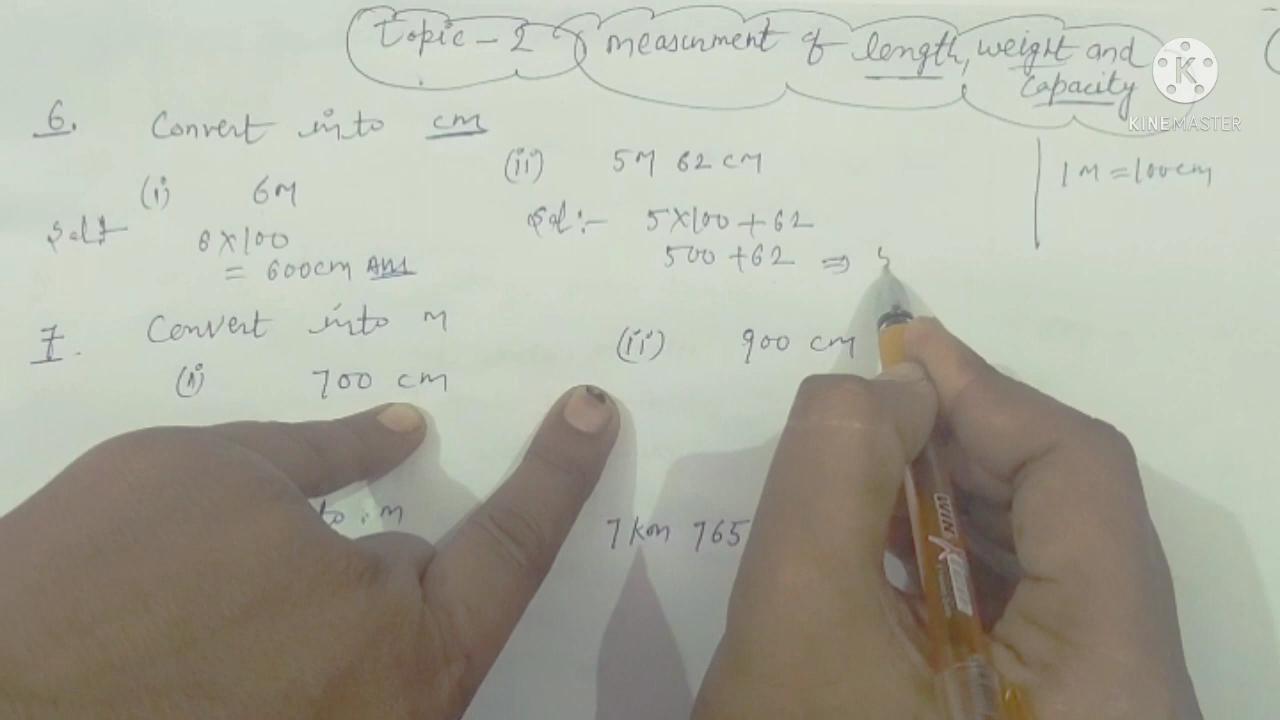 Topic - 2 measurment of length, weight and capacity
KINEMASTER
6. Convert into cm
(i) 6M (ii) 5M 62 cm
1M = 100cm
Sol:- 6 X 100
= 600cm Ans
Sol:- 5X100 + 62
500 + 62 ⇒
7. Convert into M
(i) 700 cm (ii) 900 cm
to M 7 km 765